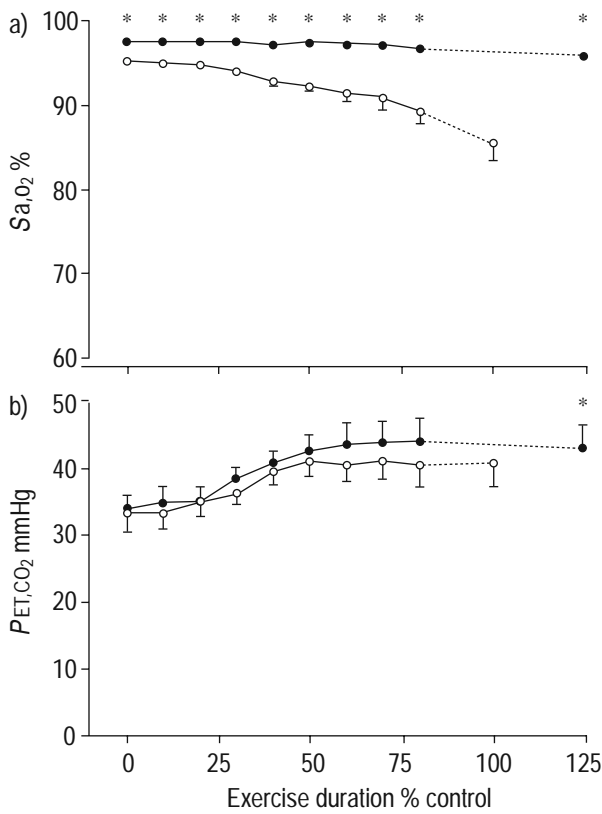 a)
* * * * * * * * * *
100
90
80
70
60
Sa,O₂ %
b)
*
50
40
30
20
10
0
PET,CO₂ mmHg
0 25 50 75 100 125
Exercise duration % control